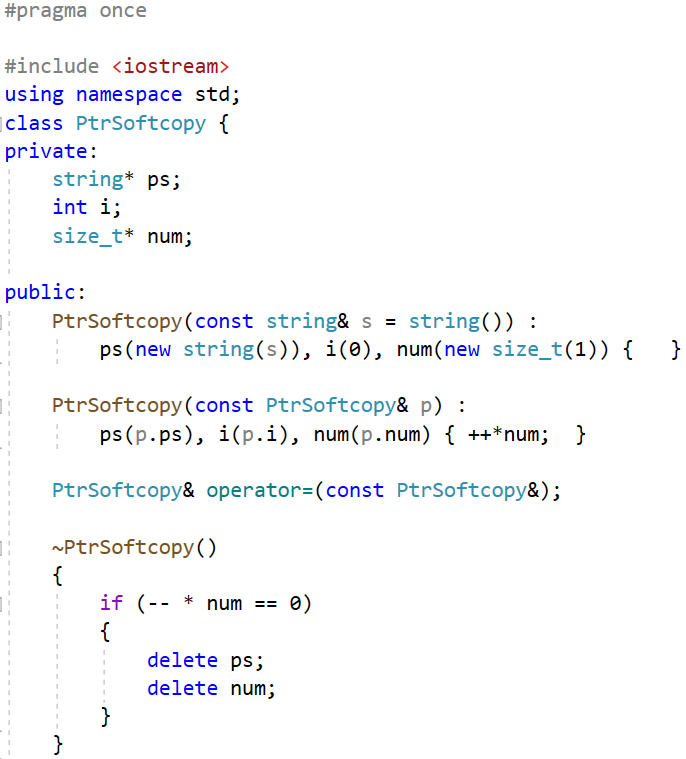 #pragma once
#include <iostream>
using namespace std;
class PtrSoftcopy {
private:
string* ps;
int i;
size_t* num;
public:
PtrSoftcopy(const string& s = string()) :
ps(new string(s)), i(0), num(new size_t(1)) {   }
PtrSoftcopy(const PtrSoftcopy& p) :
ps(p.ps), i(p.i), num(p.num) { ++*num;  }
PtrSoftcopy& operator=(const PtrSoftcopy&);
~PtrSoftcopy()
{
if (-- * num == 0)
{
delete ps;
delete num;
}
}